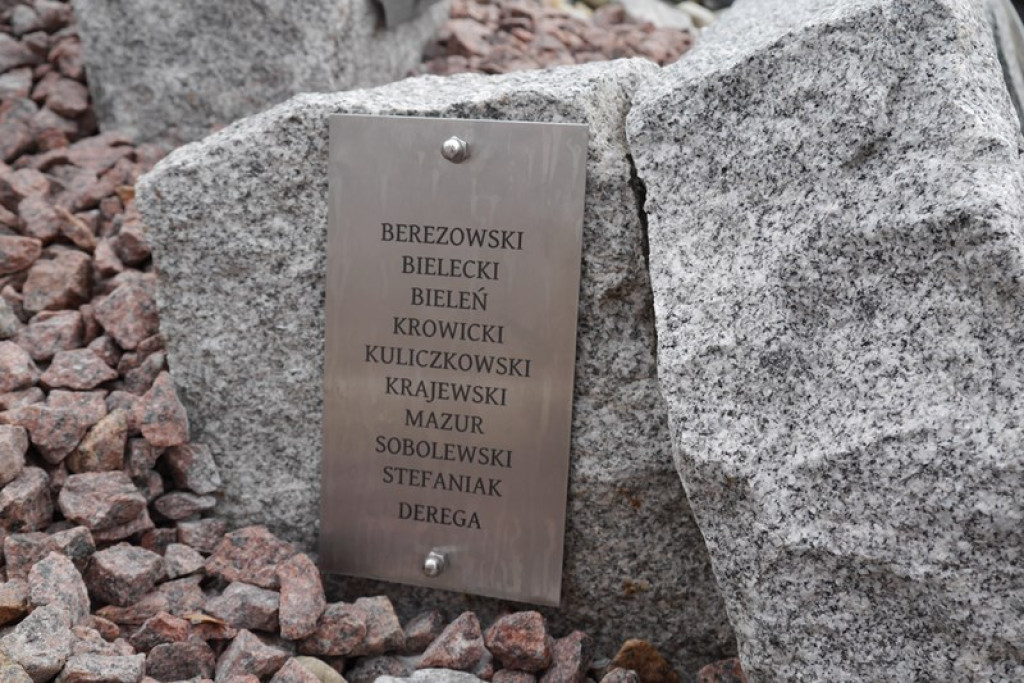 BEREZOWSKI
BIELECKI
BIELEŃ
KROWICKI
KULICZKOWSKI
KRAJEWSKI
MAZUR
SOBOLEWSKI
STEFANIAK
DEREGA